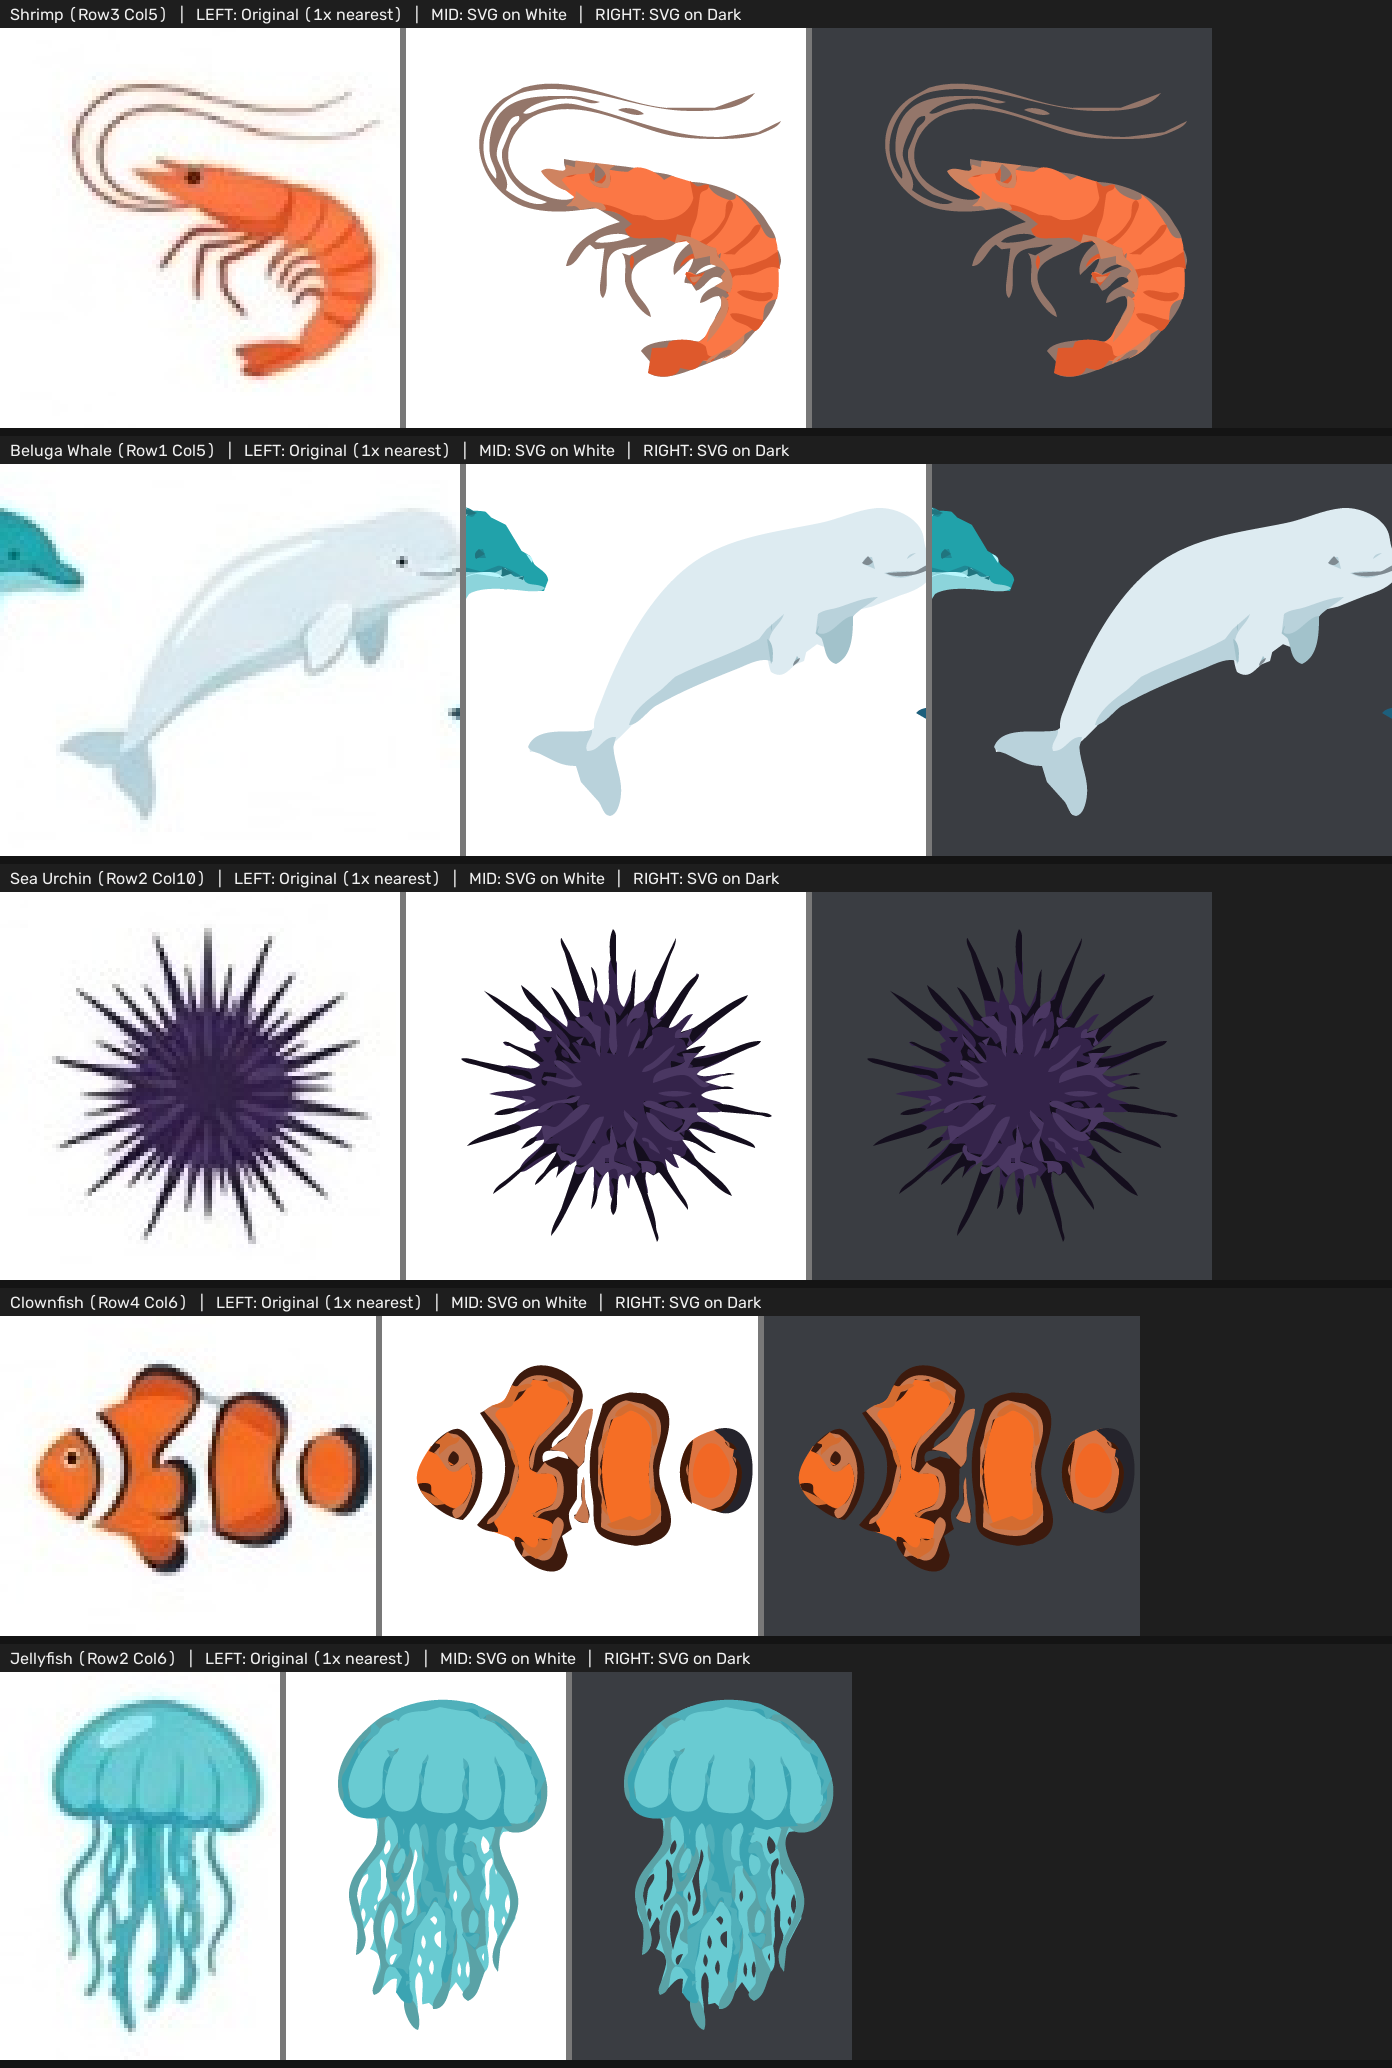 Shrimp (Row3 Col5) | LEFT: Original (1x nearest) | MID: SVG on White | RIGHT: SVG on Dark
Beluga Whale (Row1 Col5) | LEFT: Original (1x nearest) | MID: SVG on White | RIGHT: SVG on Dark
Sea Urchin (Row2 Col10) | LEFT: Original (1x nearest) | MID: SVG on White | RIGHT: SVG on Dark
Clownfish (Row4 Col6) | LEFT: Original (1x nearest) | MID: SVG on White | RIGHT: SVG on Dark
Jellyfish (Row2 Col6) | LEFT: Original (1x nearest) | MID: SVG on White | RIGHT: SVG on Dark